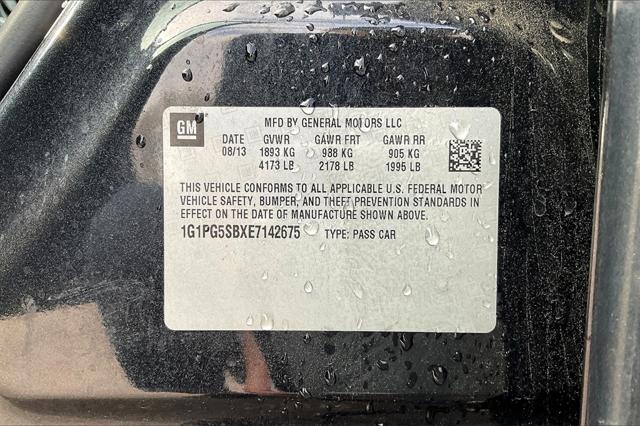 GM
MFD BY GENERAL MOTORS LLC
DATE GVWR GAWR FRT GAWR RR
08/13 1893 KG 988 KG 905 KG
4173 LB 2178 LB 1995 LB
THIS VEHICLE CONFORMS TO ALL APPLICABLE U.S. FEDERAL MOTOR
VEHICLE SAFETY, BUMPER, AND THEFT PREVENTION STANDARDS IN
EFFECT ON THE DATE OF MANUFACTURE SHOWN ABOVE.
1G1PG5SBXE7142675 TYPE: PASS CAR